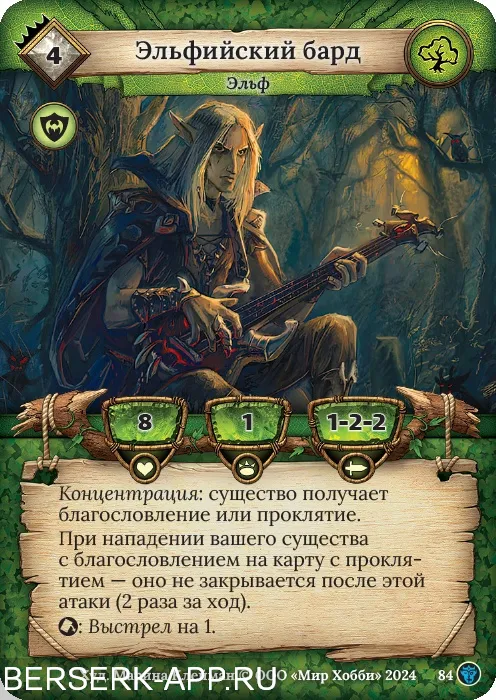 4
Эльфийский бард
Эльф
8
1
1-2-2
Концентрация: существо получает
благословление или проклятие.
При нападении вашего существа
с благословлением на карту с прокля-
тием — оно не закрывается после этой
атаки (2 раза за ход).
: Выстрел на 1.
© ООО «Мир Хобби» 2024 84
BERSERK-APP.RU